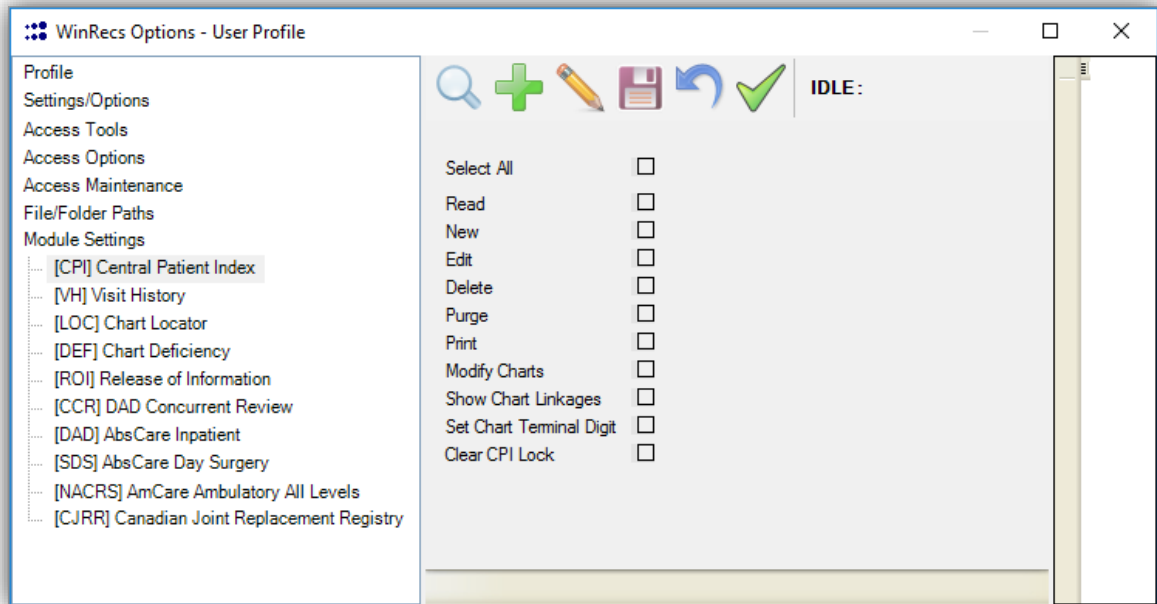 WinRecs Options - User Profile
Profile
Settings/Options
Access Tools
Access Options
Access Maintenance
File/Folder Paths
Module Settings
[CPI] Central Patient Index
[VH] Visit History
[LOC] Chart Locator
[DEF] Chart Deficiency
[ROI] Release of Information
[CCR] DAD Concurrent Review
[DAD] AbsCare Inpatient
[SDS] AbsCare Day Surgery
[NACRS] AmCare Ambulatory All Levels
[CJRR] Canadian Joint Replacement Registry
IDLE:
Select All
Read
New
Edit
Delete
Purge
Print
Modify Charts
Show Chart Linkages
Set Chart Terminal Digit
Clear CPI Lock